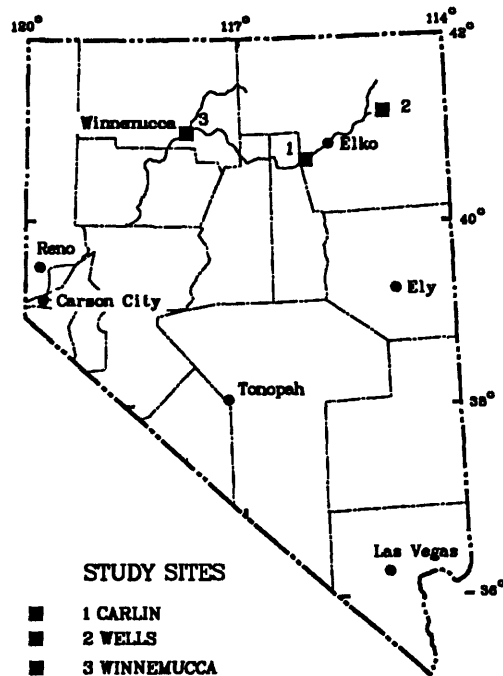 120°
117°
114°
42°
Winnemucca
3
2
1
Elko
40°
Reno
Carson City
Ely
Tonopah
38°
Las Vegas
36°
STUDY SITES
1 CARLIN
2 WELLS
3 WINNEMUCCA